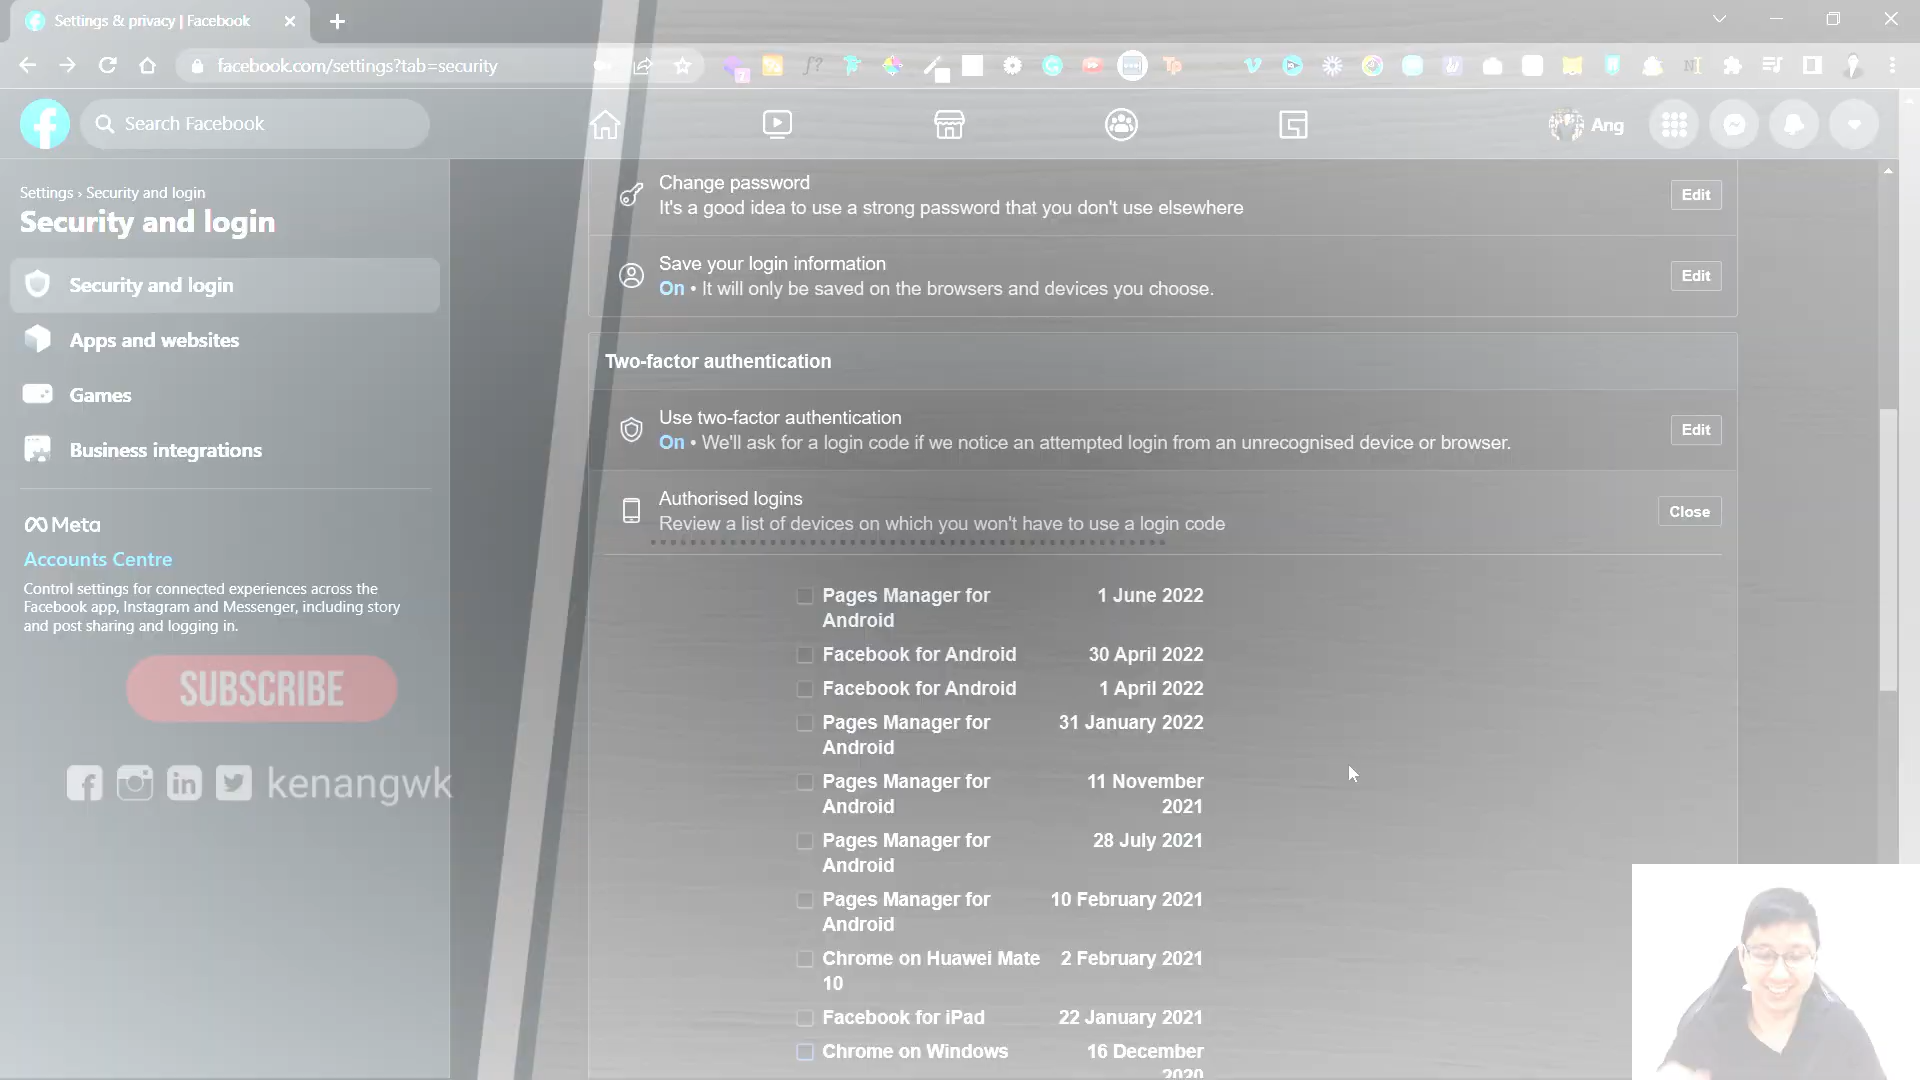 Settings & privacy | Facebook
facebook.com/settings?tab=security
7
f?
Tp
Search Facebook
Ang
Settings › Security and login
Security and login
Security and login
Apps and websites
Games
Business integrations
Meta
Accounts Centre
Control settings for connected experiences across the
Facebook app, Instagram and Messenger, including story
and post sharing and logging in.
SUBSCRIBE
kenangwk
Change password
It's a good idea to use a strong password that you don't use elsewhere
Edit
Save your login information
On • It will only be saved on the browsers and devices you choose.
Edit
Two-factor authentication
Use two-factor authentication
On • We'll ask for a login code if we notice an attempted login from an unrecognised device or browser.
Edit
Authorised logins
Review a list of devices on which you won't have to use a login code
Close
Pages Manager for 1 June 2022
Android
Facebook for Android 30 April 2022
Facebook for Android 1 April 2022
Pages Manager for 31 January 2022
Android
Pages Manager for 11 November
Android 2021
Pages Manager for 28 July 2021
Android
Pages Manager for 10 February 2021
Android
Chrome on Huawei Mate 2 February 2021
10
Facebook for iPad 22 January 2021
Chrome on Windows 16 December
2020